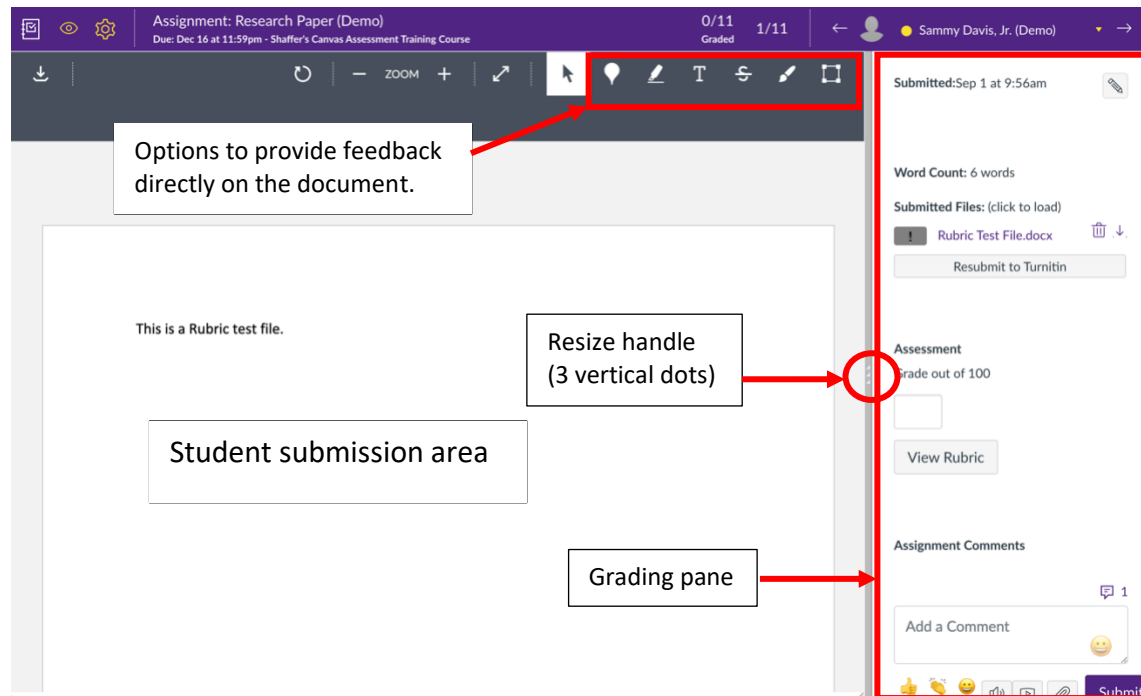 Assignment: Research Paper (Demo)
Due: Dec 16 at 11:59pm - Shaffer's Canvas Assessment Training Course
0/11
Graded
1/11
Sammy Davis, Jr. (Demo)
ZOOM
T
S
Options to provide feedback
directly on the document.
Submitted:Sep 1 at 9:56am
Word Count: 6 words
Submitted Files: (click to load)
! Rubric Test File.docx
Resubmit to Turnitin
This is a Rubric test file.
Resize handle
(3 vertical dots)
Assessment
Grade out of 100
Student submission area
View Rubric
Assignment Comments
Grading pane
1
Add a Comment
Submi